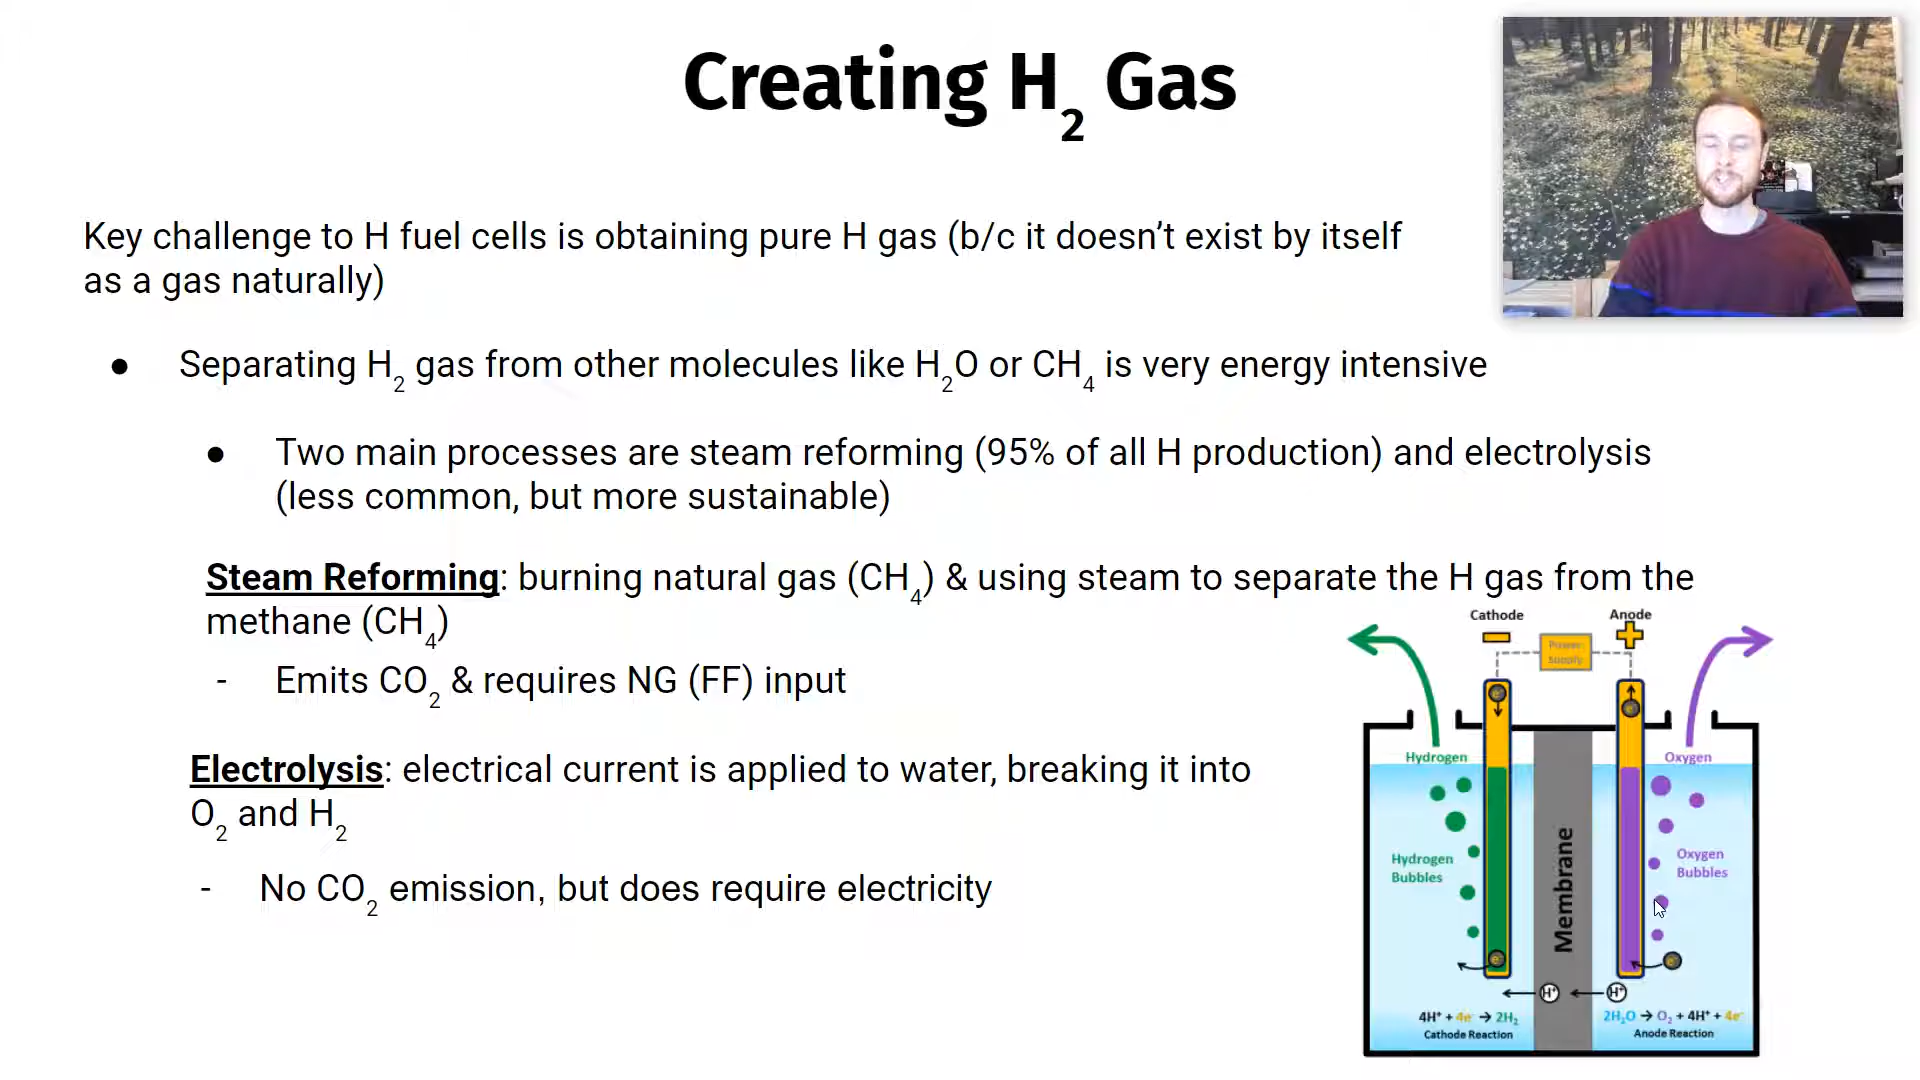 Creating H₂ Gas
Key challenge to H fuel cells is obtaining pure H gas (b/c it doesn’t exist by itself
as a gas naturally)
● Separating H₂ gas from other molecules like H₂O or CH₄ is very energy intensive
● Two main processes are steam reforming (95% of all H production) and electrolysis
(less common, but more sustainable)
Steam Reforming: burning natural gas (CH₄) & using steam to separate the H gas from the
methane (CH₄)
- Emits CO₂ & requires NG (FF) input
Electrolysis: electrical current is applied to water, breaking it into
O₂ and H₂
- No CO₂ emission, but does require electricity
Cathode
Anode
Power
Supply
e⁻
e⁻
Hydrogen
Oxygen
Hydrogen
Bubbles
Membrane
Oxygen
Bubbles
e⁻
e⁻
H⁺
H⁺
4H⁺ + 4e⁻ → 2H₂
Cathode Reaction
2H₂O → O₂ + 4H⁺ + 4e⁻
Anode Reaction